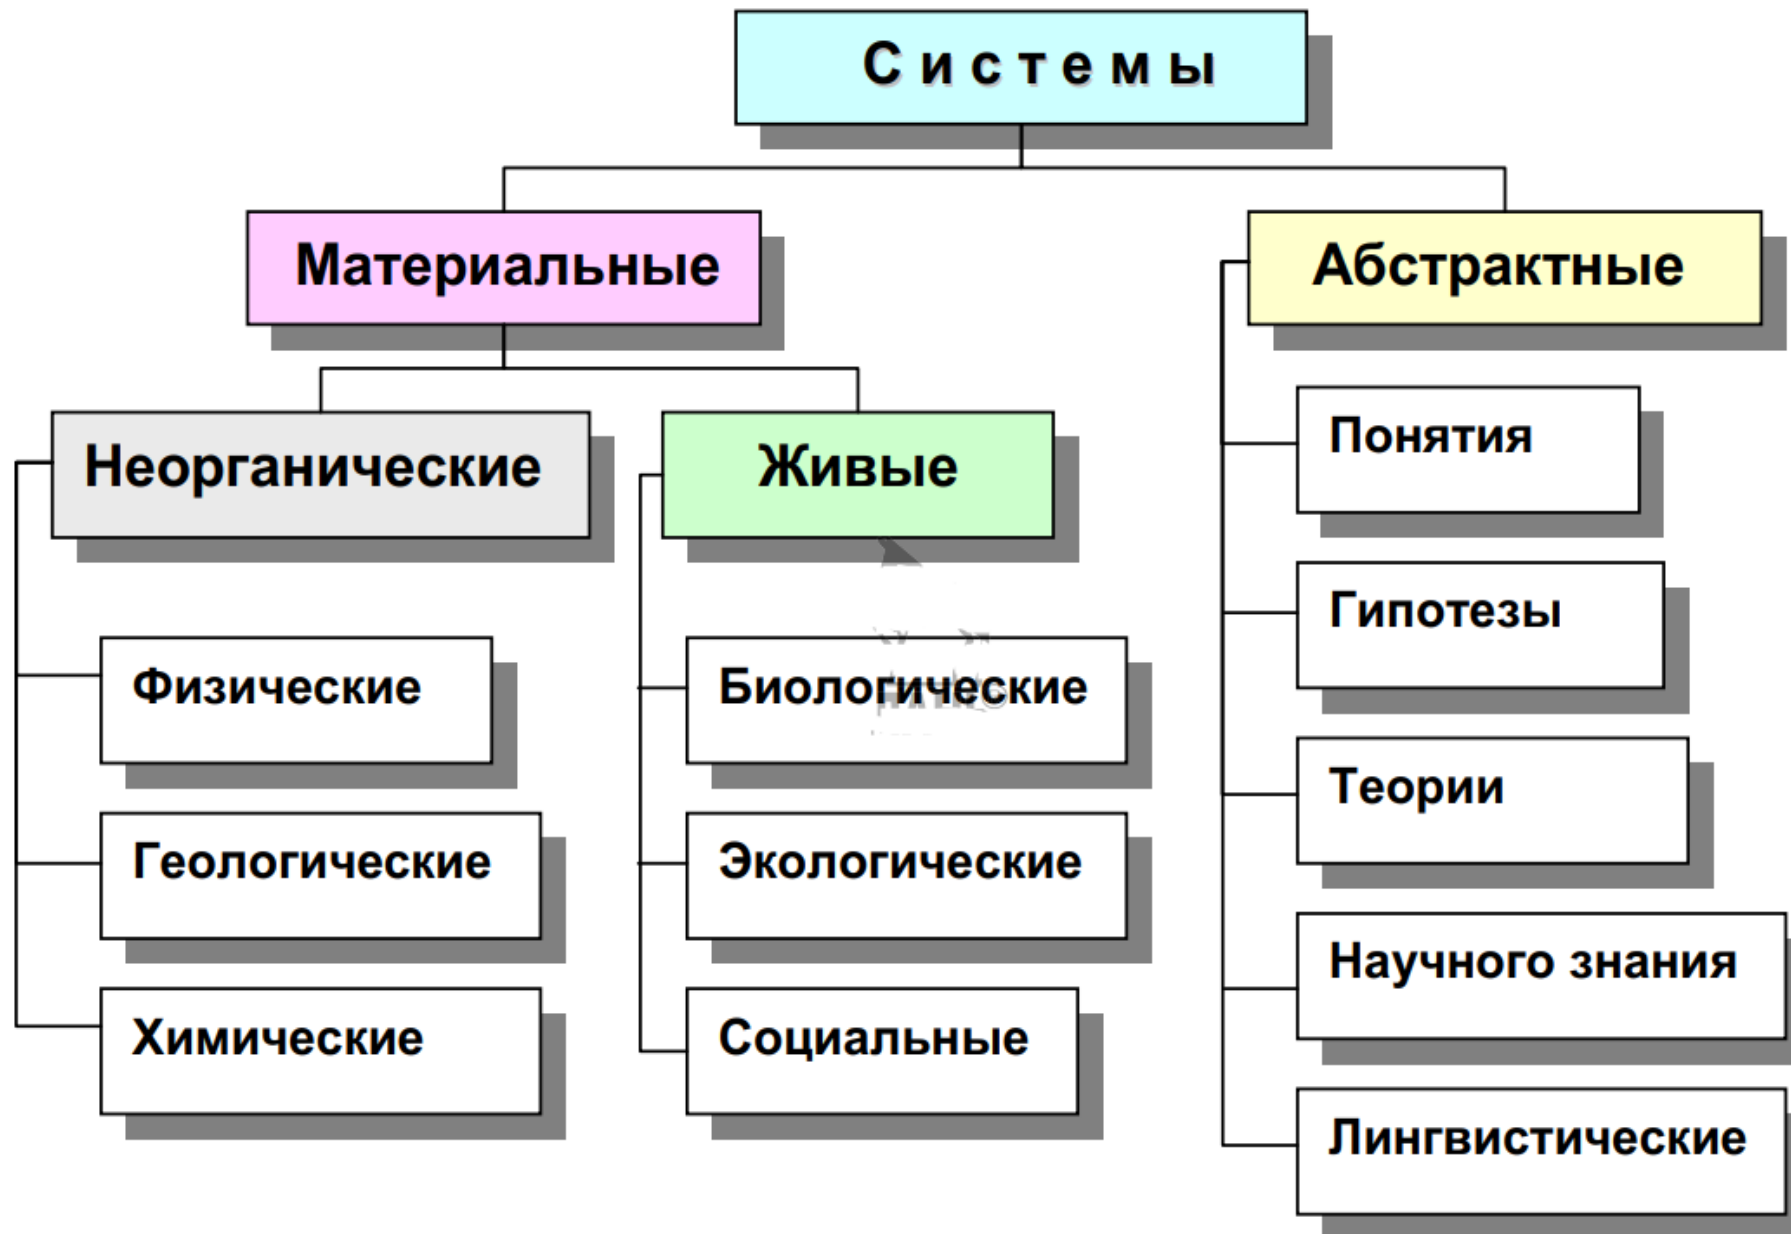 Системы
Материальные
Абстрактные
Неорганические
Живые
Физические
Геологические
Химические
Биологические
Экологические
Социальные
Понятия
Гипотезы
Теории
Научного знания
Лингвистические